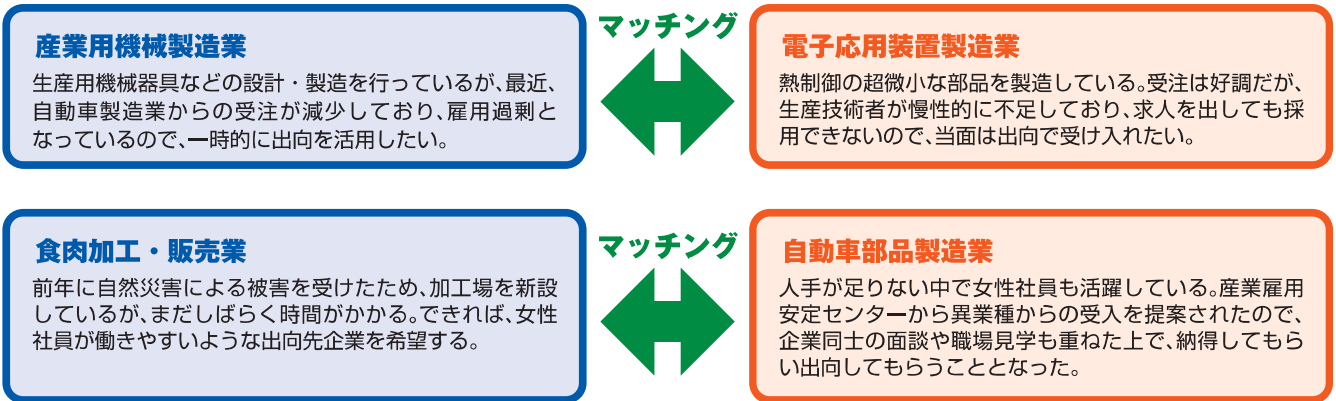 産業用機械製造業
生産用機械器具などの設計・製造を行っているが、最近、
自動車製造業からの受注が減少しており、雇用過剰と
なっているので、一時的に出向を活用したい。
マッチング
電子応用装置製造業
熱制御の超微小な部品を製造している。受注は好調だが、
生産技術者が慢性的に不足しており、求人を出しても採
用できないので、当面は出向で受け入れたい。
食肉加工・販売業
前年に自然災害による被害を受けたため、加工場を新設
しているが、まだしばらく時間がかかる。できれば、女性
社員が働きやすいような出向先企業を希望する。
マッチング
自動車部品製造業
人手が足りない中で女性社員も活躍している。産業雇用
安定センターから異業種からの受入を提案されたので、
企業同士の面談や職場見学も重ねた上で、納得してもら
い出向してもらうこととなった。